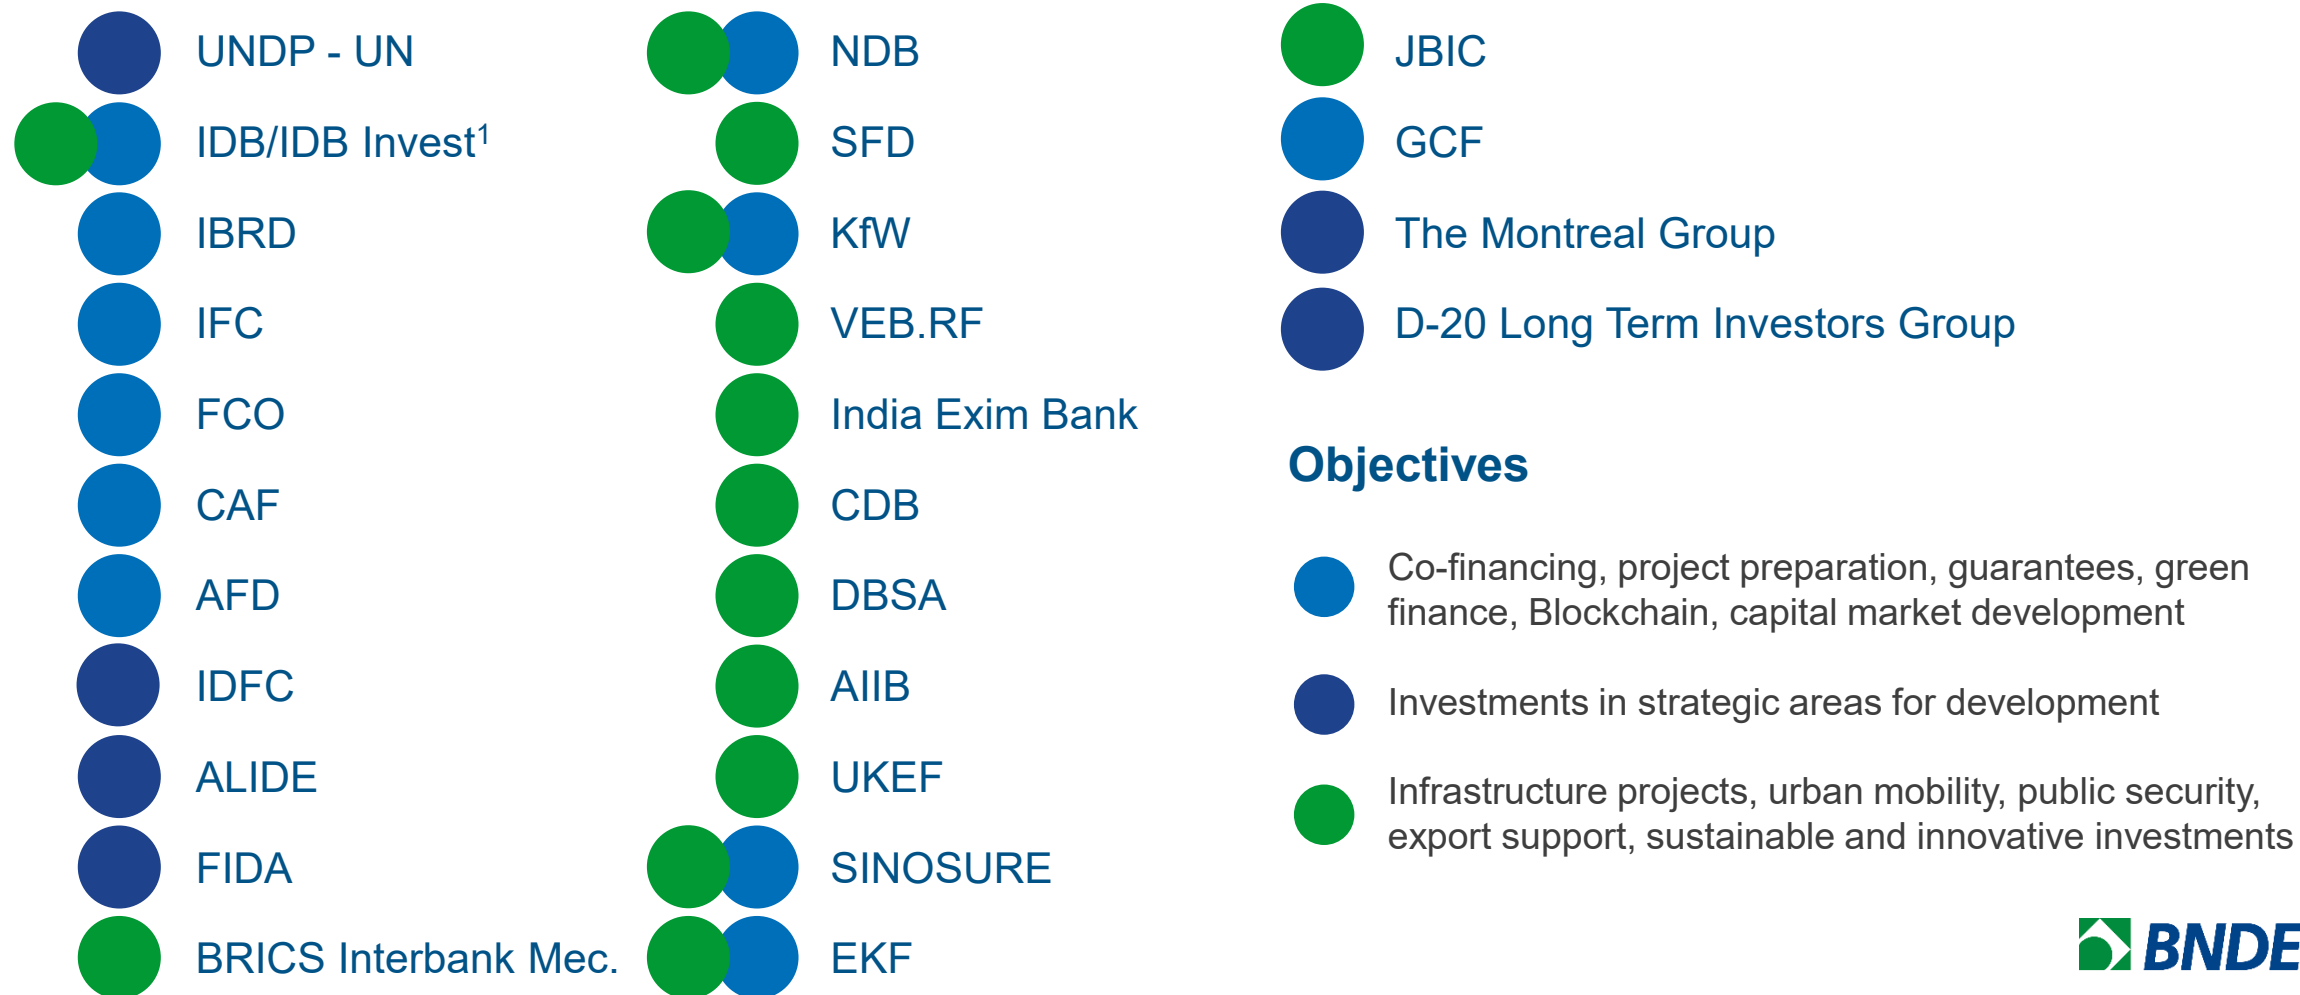 UNDP - UN
IDB/IDB Invest¹
IBRD
IFC
FCO
CAF
AFD
IDFC
ALIDE
FIDA
BRICS Interbank Mec.
NDB
SFD
KfW
VEB.RF
India Exim Bank
CDB
DBSA
AIIB
UKEF
SINOSURE
EKF
JBIC
GCF
The Montreal Group
D-20 Long Term Investors Group
Objectives
Co-financing, project preparation, guarantees, green
finance, Blockchain, capital market development
Investments in strategic areas for development
Infrastructure projects, urban mobility, public security,
export support, sustainable and innovative investments
BNDE